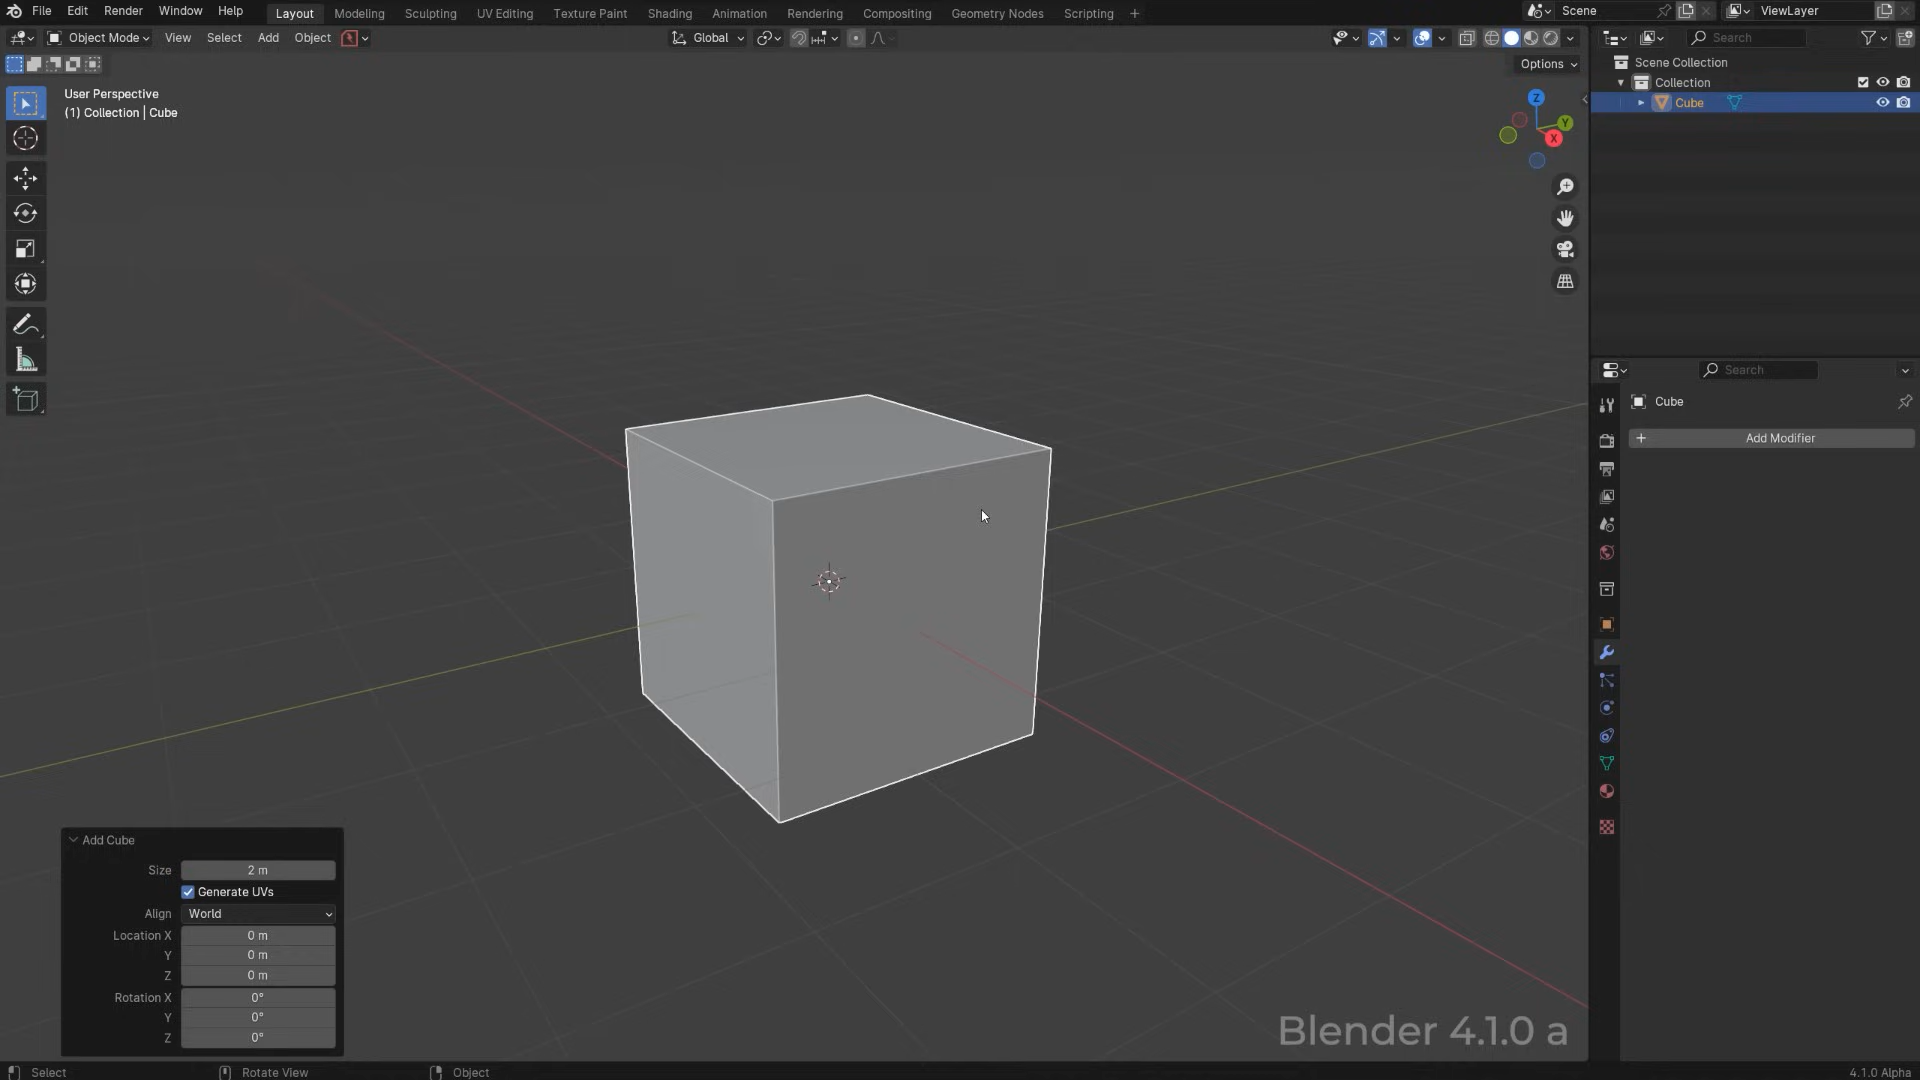 File Edit Render Window Help Layout Modeling Sculpting UV Editing Texture Paint Shading Animation Rendering Compositing Geometry Nodes Scripting + Scene ViewLayer
Object Mode View Select Add Object Global Search
Options
User Perspective
(1) Collection | Cube
Z
Y
X
Scene Collection
Collection
Cube
Search
Cube
+ Add Modifier
Add Cube
Size 2 m
Generate UVs
Align World
Location X 0 m
Y 0 m
Z 0 m
Rotation X 0°
Y 0°
Z 0°
Blender 4.1.0 a
Select Rotate View Object 4.1.0 Alpha